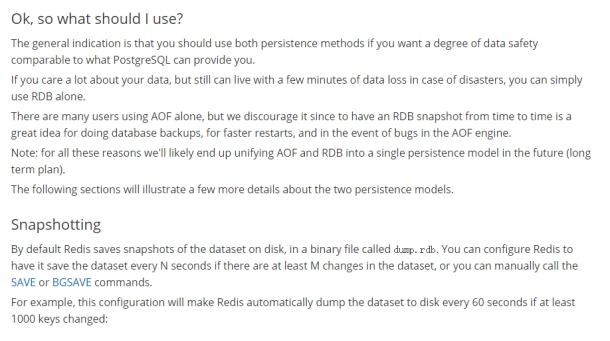 Ok, so what should I use?
The general indication is that you should use both persistence methods if you want a degree of data safety
comparable to what PostgreSQL can provide you.
If you care a lot about your data, but still can live with a few minutes of data loss in case of disasters, you can simply
use RDB alone.
There are many users using AOF alone, but we discourage it since to have an RDB snapshot from time to time is a
great idea for doing database backups, for faster restarts, and in the event of bugs in the AOF engine.
Note: for all these reasons we'll likely end up unifying AOF and RDB into a single persistence model in the future (long
term plan).
The following sections will illustrate a few more details about the two persistence models.
Snapshotting
By default Redis saves snapshots of the dataset on disk, in a binary file called dump.rdb. You can configure Redis to
have it save the dataset every N seconds if there are at least M changes in the dataset, or you can manually call the
SAVE or BGSAVE commands.
For example, this configuration will make Redis automatically dump the dataset to disk every 60 seconds if at least
1000 keys changed: